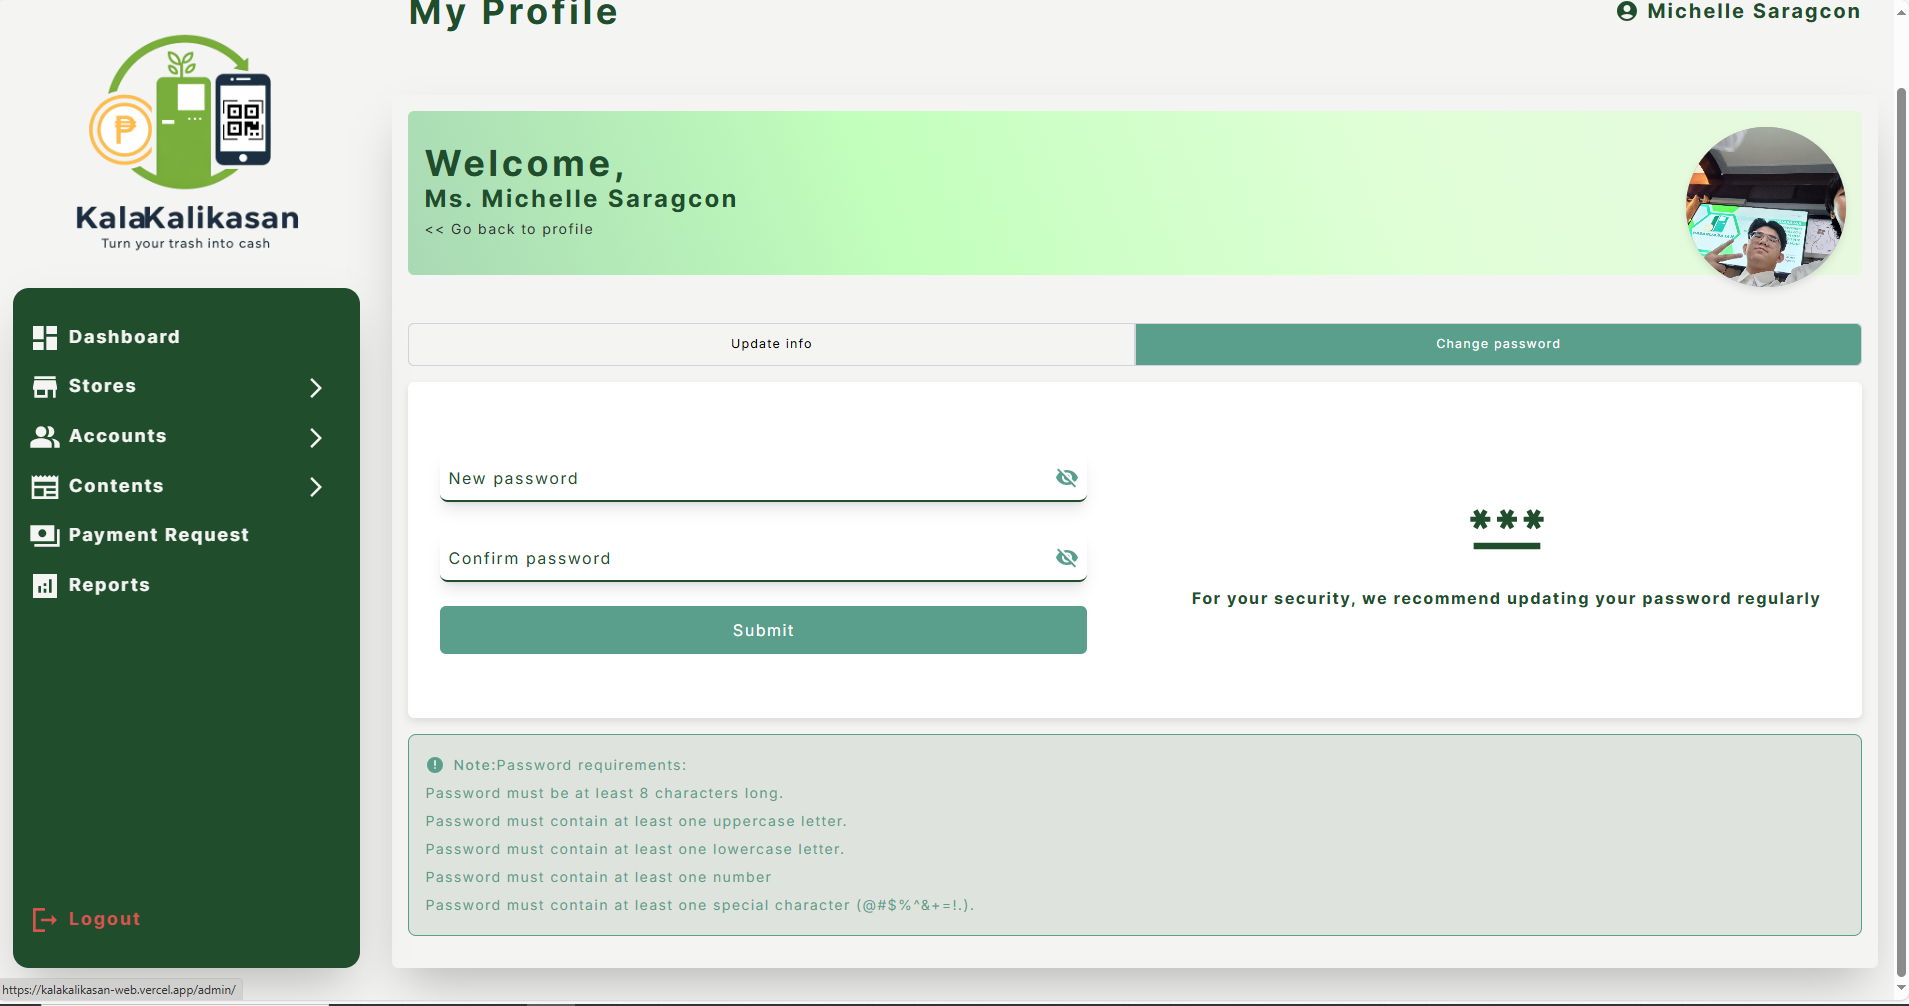 My Profile
Michelle Saragcon
KalaKalikasan
Turn your trash into cash
Welcome,
Ms. Michelle Saragcon
<< Go back to profile
Dashboard
Stores
Accounts
Contents
Payment Request
Reports
Logout
Update info
Change password
New password
Confirm password
Submit
***
For your security, we recommend updating your password regularly
Note:Password requirements:
Password must be at least 8 characters long.
Password must contain at least one uppercase letter.
Password must contain at least one lowercase letter.
Password must contain at least one number
Password must contain at least one special character (@#$%^&+=!.).
https://kalakalikasan-web.vercel.app/admin/